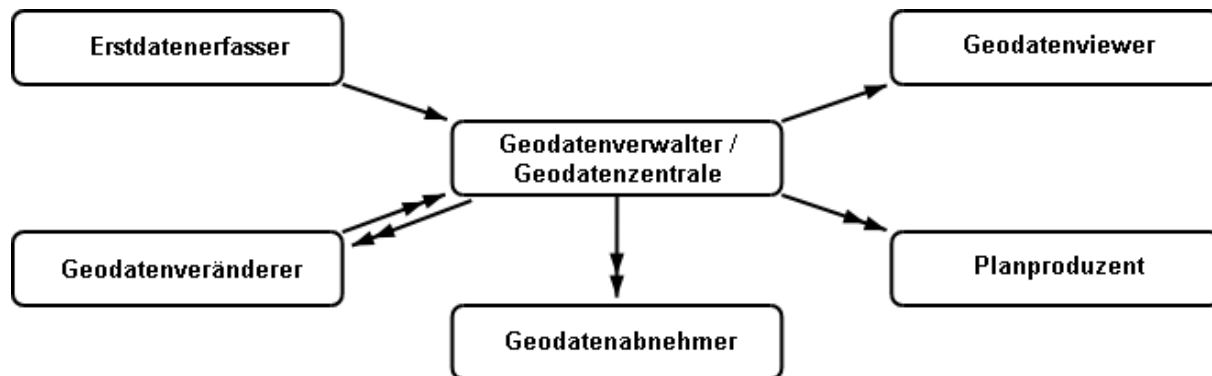 Erstdatenerfasser
Geodatenviewer
Geodatenverwalter /
Geodatenzentrale
Geodatenveränderer
Planproduzent
Geodatenabnehmer